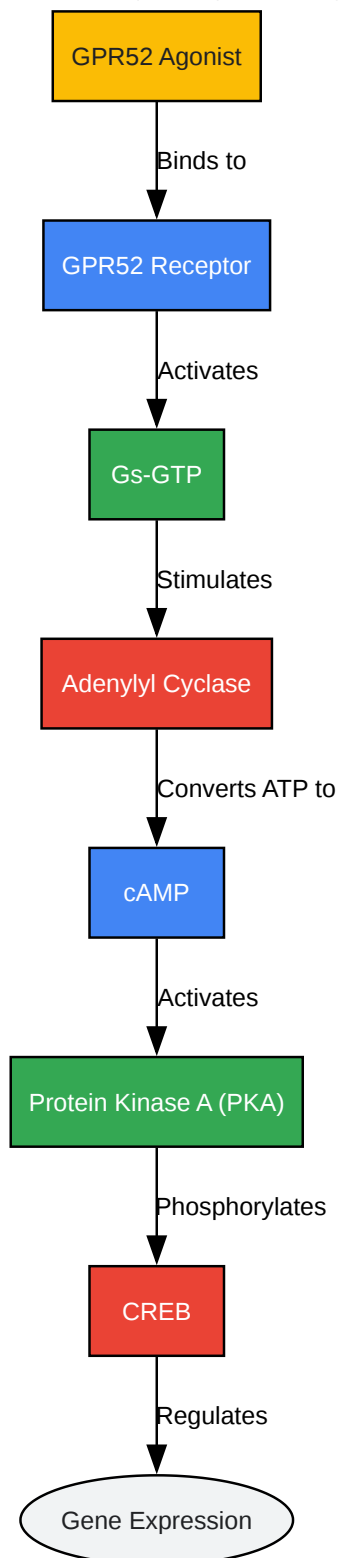 GPR52 Agonist
Binds to
GPR52 Receptor
Activates
Gs-GTP
Stimulates
Adenylyl Cyclase
Converts ATP to
cAMP
Activates
Protein Kinase A (PKA)
Phosphorylates
CREB
Regulates
Gene Expression